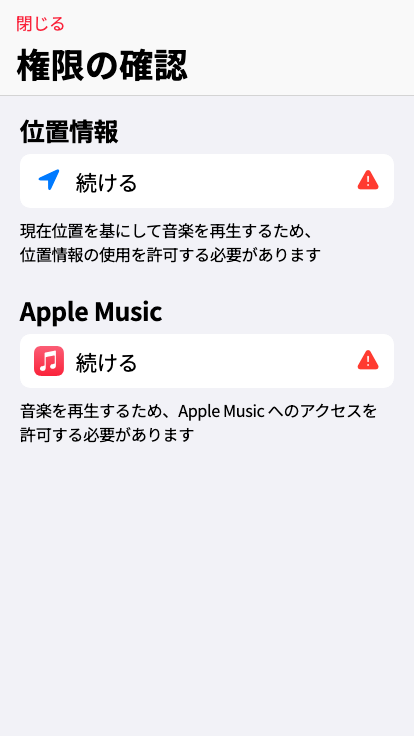 閉じる
権限の確認
位置情報
続ける
現在位置を基にして音楽を再生するため、
位置情報の使用を許可する必要があります
Apple Music
続ける
音楽を再生するため、Apple Music へのアクセスを
許可する必要があります